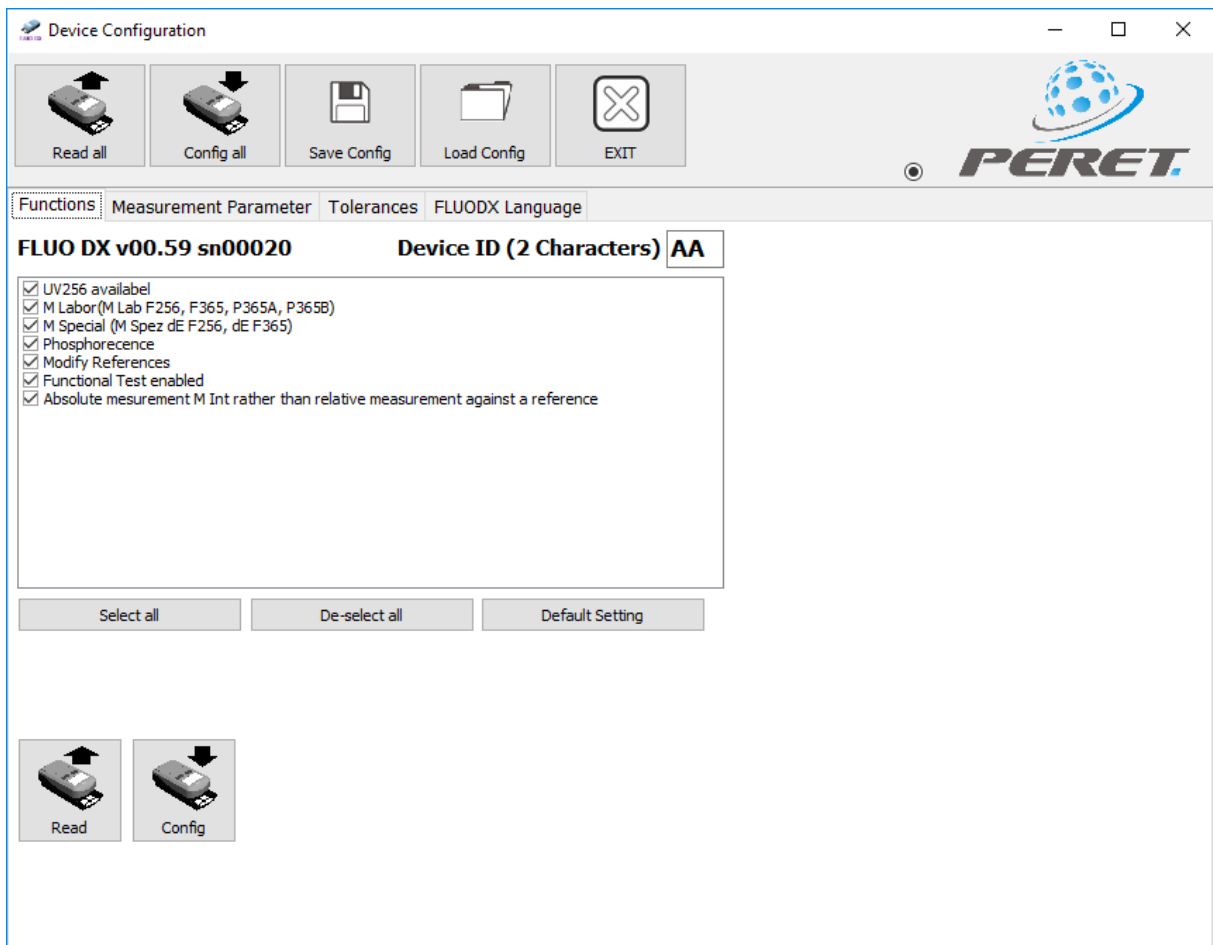 Device Configuration
Read all
Config all
Save Config
Load Config
EXIT
PERET.
Functions
Measurement Parameter
Tolerances
FLUODX Language
FLUO DX v00.59 sn00020
Device ID (2 Characters) AA
UV256 availabel
M Labor(M Lab F256, F365, P365A, P365B)
M Special (M Spez dE F256, dE F365)
Phosphorecence
Modify References
Functional Test enabled
Absolute mesurement M Int rather than relative measurement against a reference
Select all
De-select all
Default Setting
Read
Config